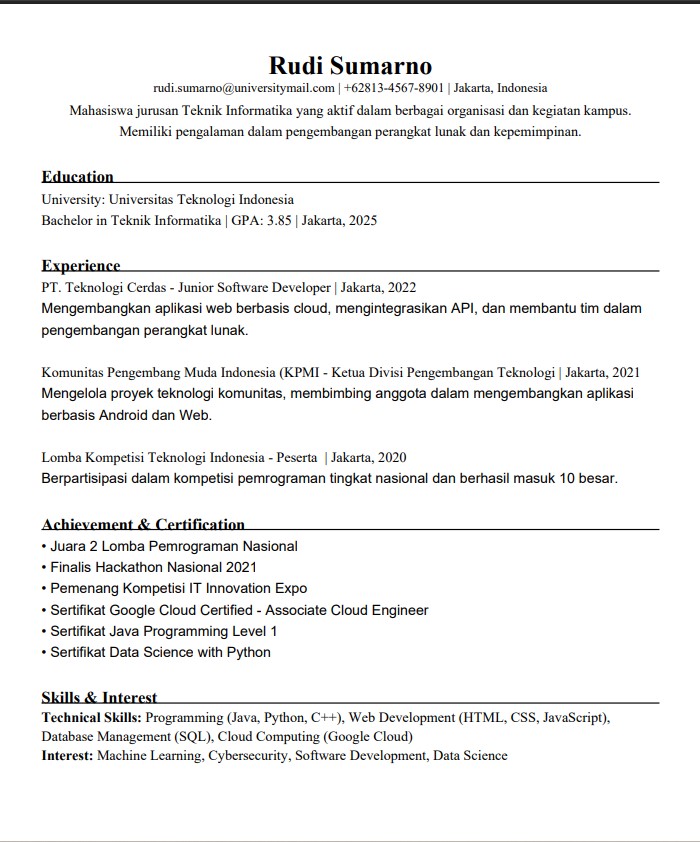 Rudi Sumarno
rudi.sumarno@universitymail.com | +62813-4567-8901 | Jakarta, Indonesia
Mahasiswa jurusan Teknik Informatika yang aktif dalam berbagai organisasi dan kegiatan kampus.
Memiliki pengalaman dalam pengembangan perangkat lunak dan kepemimpinan.
Education
University: Universitas Teknologi Indonesia
Bachelor in Teknik Informatika | GPA: 3.85 | Jakarta, 2025
Experience
PT. Teknologi Cerdas - Junior Software Developer | Jakarta, 2022
Mengembangkan aplikasi web berbasis cloud, mengintegrasikan API, dan membantu tim dalam
pengembangan perangkat lunak.
Komunitas Pengembang Muda Indonesia (KPMI - Ketua Divisi Pengembangan Teknologi | Jakarta, 2021
Mengelola proyek teknologi komunitas, membimbing anggota dalam mengembangkan aplikasi
berbasis Android dan Web.
Lomba Kompetisi Teknologi Indonesia - Peserta | Jakarta, 2020
Berpartisipasi dalam kompetisi pemrograman tingkat nasional dan berhasil masuk 10 besar.
Achievement & Certification
• Juara 2 Lomba Pemrograman Nasional
• Finalis Hackathon Nasional 2021
• Pemenang Kompetisi IT Innovation Expo
• Sertifikat Google Cloud Certified - Associate Cloud Engineer
• Sertifikat Java Programming Level 1
• Sertifikat Data Science with Python
Skills & Interest
Technical Skills: Programming (Java, Python, C++), Web Development (HTML, CSS, JavaScript),
Database Management (SQL), Cloud Computing (Google Cloud)
Interest: Machine Learning, Cybersecurity, Software Development, Data Science